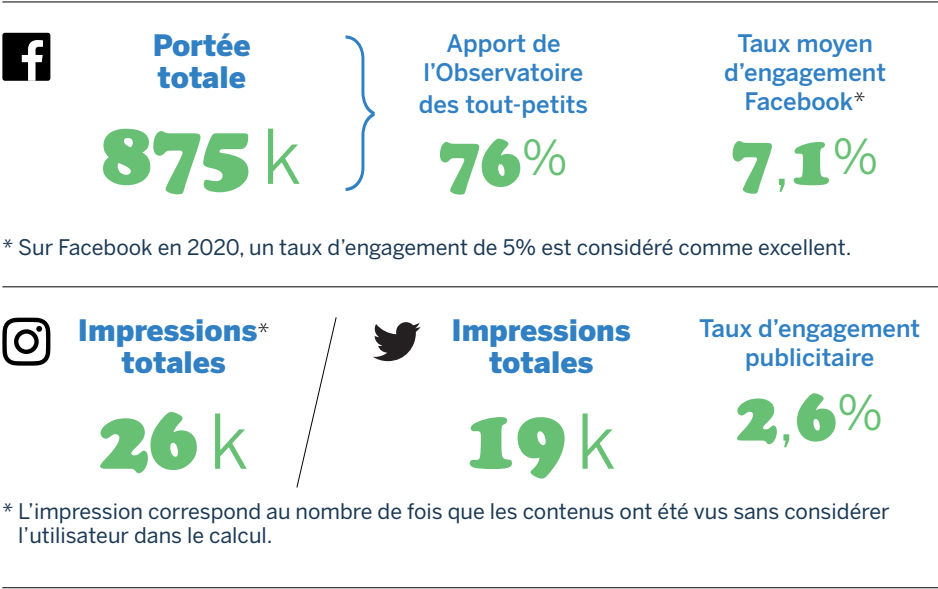 Portée
totale
875 k
Apport de
l’Observatoire
des tout-petits
76%
Taux moyen
d’engagement
Facebook*
7,1%
* Sur Facebook en 2020, un taux d’engagement de 5% est considéré comme excellent.
Impressions*
totales
26 k
Impressions
totales
19 k
Taux d’engagement
publicitaire
2,6%
* L’impression correspond au nombre de fois que les contenus ont été vus sans considérer
l’utilisateur dans le calcul.